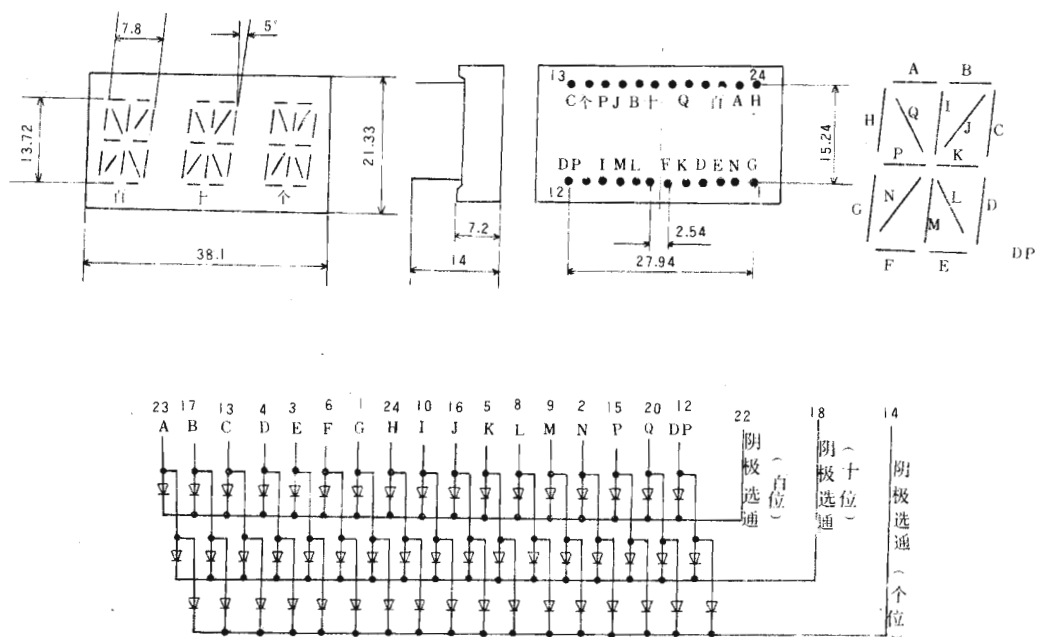 7.8
5°
13.72
21.33
百 十 个
38.1
7.2
14
13 24
C 个 P J B 十 Q 百 A H
DP I M L F K D E N G
12 1
15.24
2.54
27.94
A B
H Q I J C
P K
G N M L D
F E
DP
23 17 13 4 3 6 1 24 10 16 5 8 9 2 15 20 12
A B C D E F G H I J K L M N P Q DP
22
阴极选通(百位)
18
阴极选通(十位)
14
阴极选通(个位